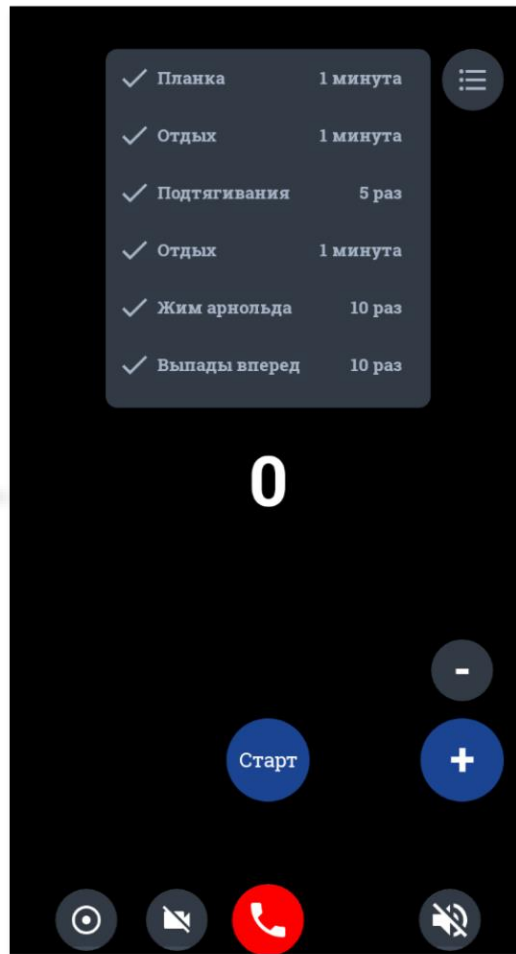 Планка 1 минута
Отдых 1 минута
Подтягивания 5 раз
Отдых 1 минута
Жим арнольда 10 раз
Выпады вперед 10 раз
0
-
Старт +